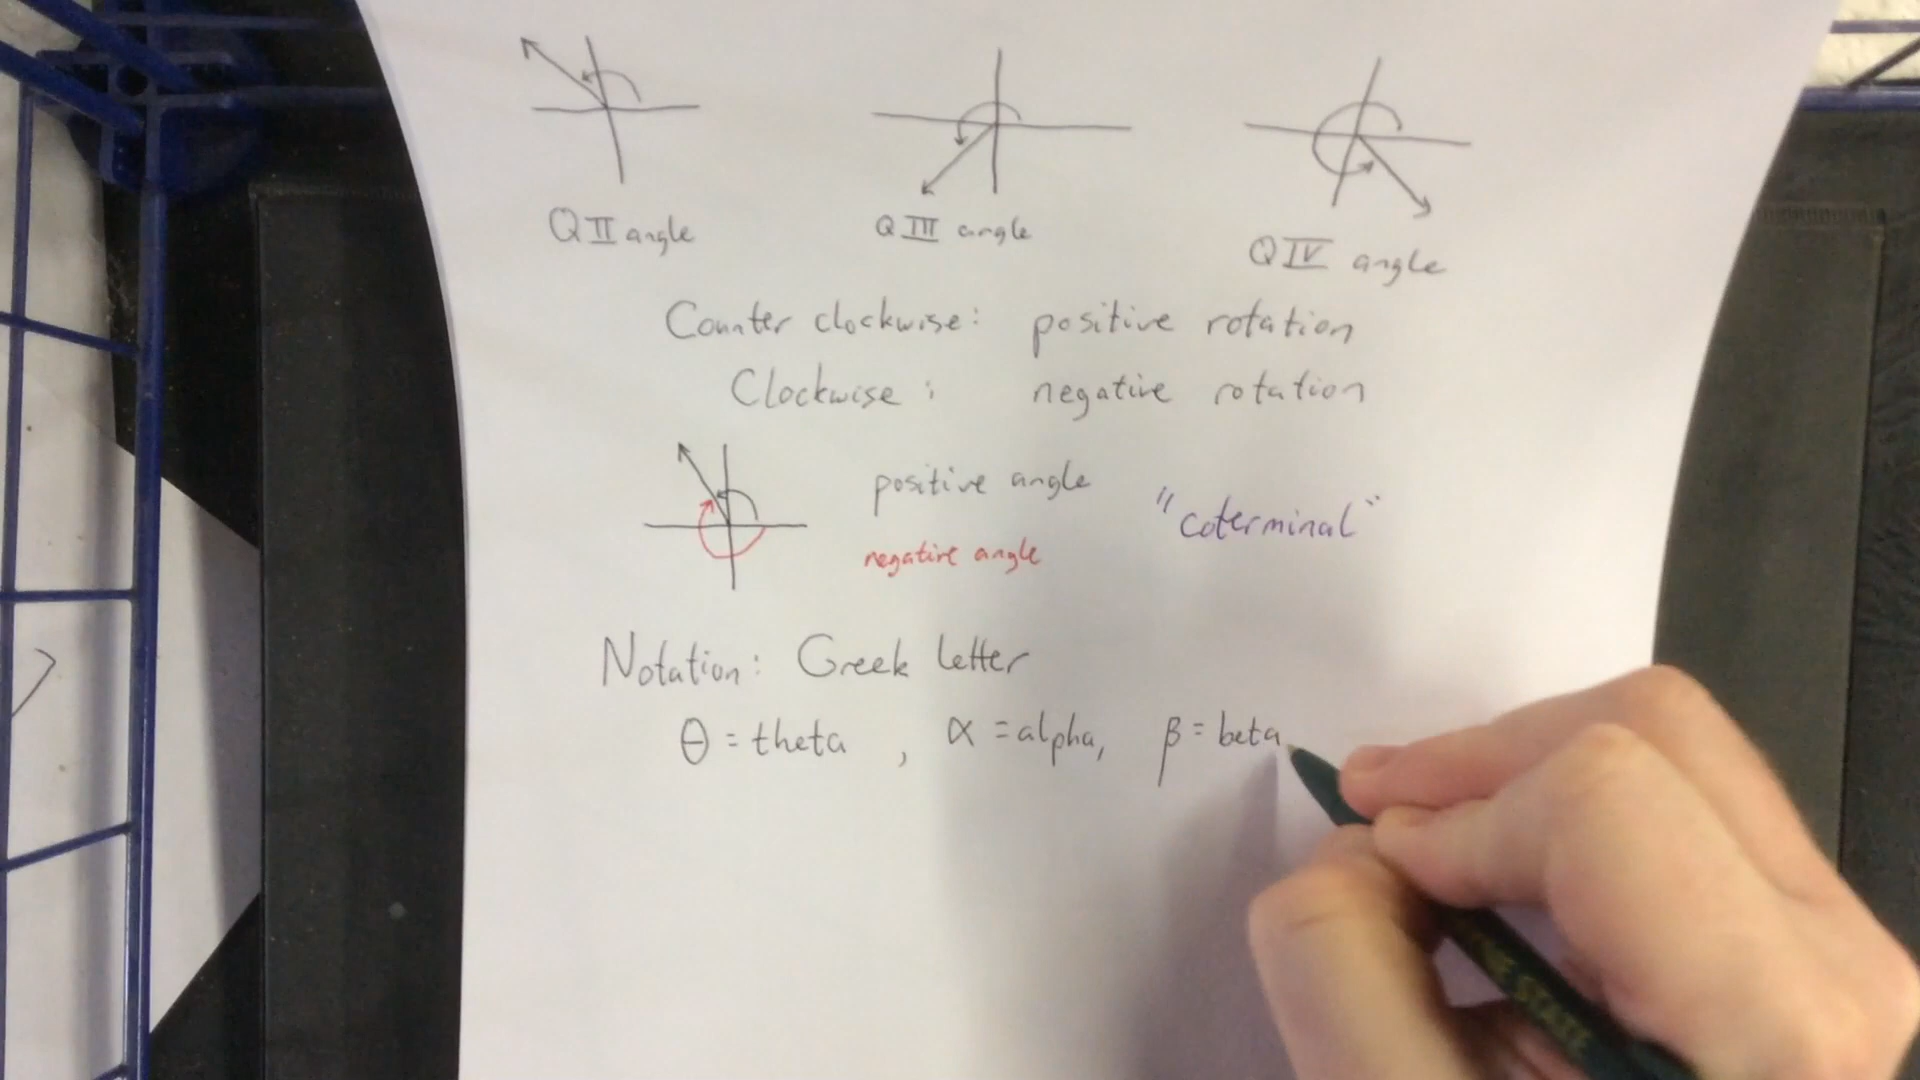 Q II angle
Q III angle
Q IV angle
Counter clockwise: positive rotation
Clockwise: negative rotation
positive angle
"coterminal"
negative angle
Notation: Greek letter
θ = theta, α = alpha, β = beta